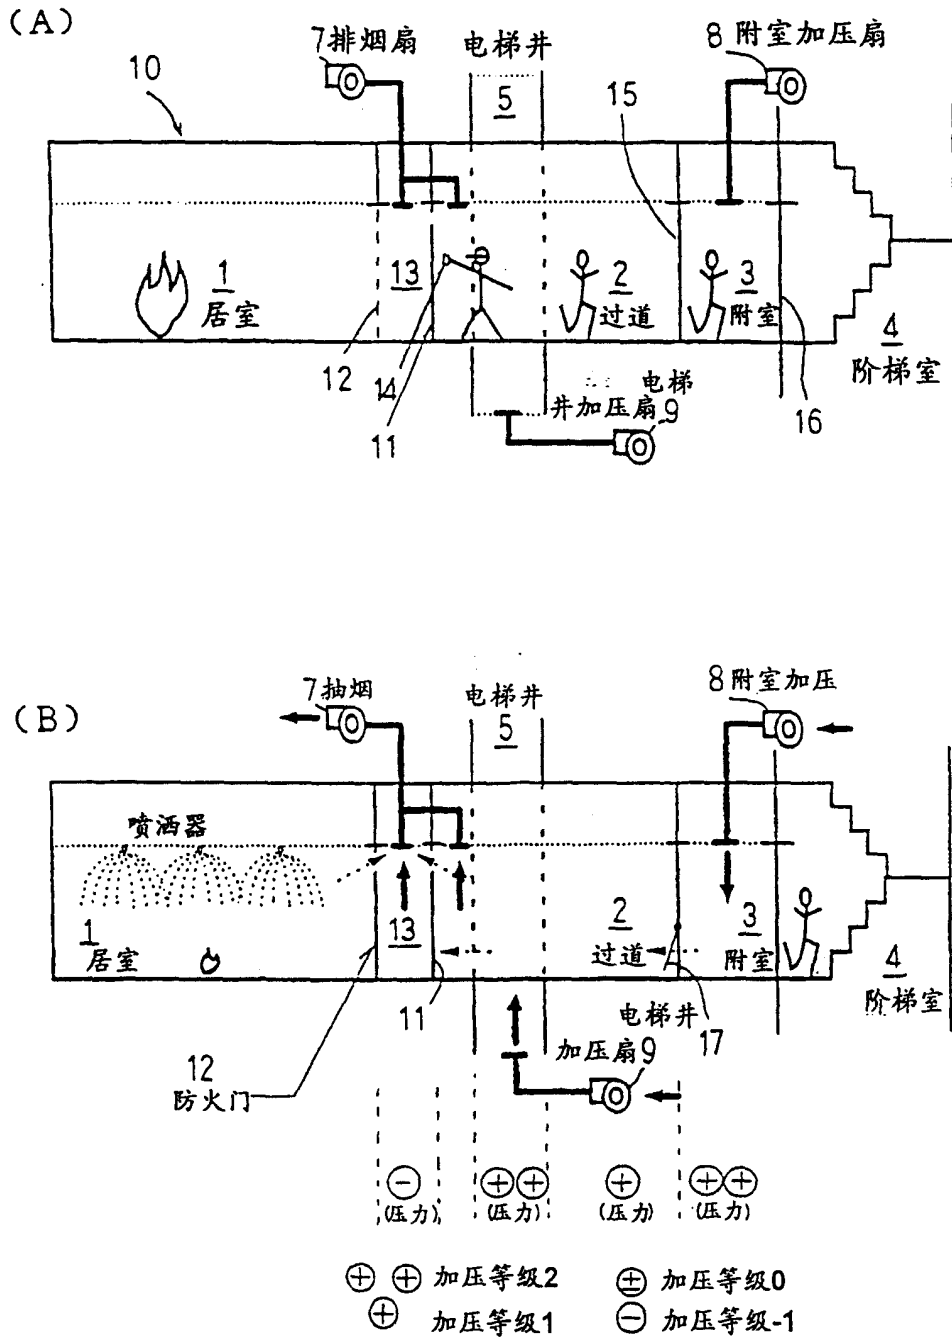 (A)
7排烟扇
电梯井
8附室加压扇
10
5
15
1
居室
13
2
过道
3
附室
4
阶梯室
12
14
11
电梯
井加压扇9
16
(B)
7抽烟
电梯井
8附室加压
5
喷洒器
1
居室
13
2
过道
3
附室
4
阶梯室
11
电梯井
17
加压扇9
12
防火门
(压力)
(压力)
(压力)
(压力)
⊕ ⊕ 加压等级2
± 加压等级0
⊕ 加压等级1
⊖ 加压等级-1